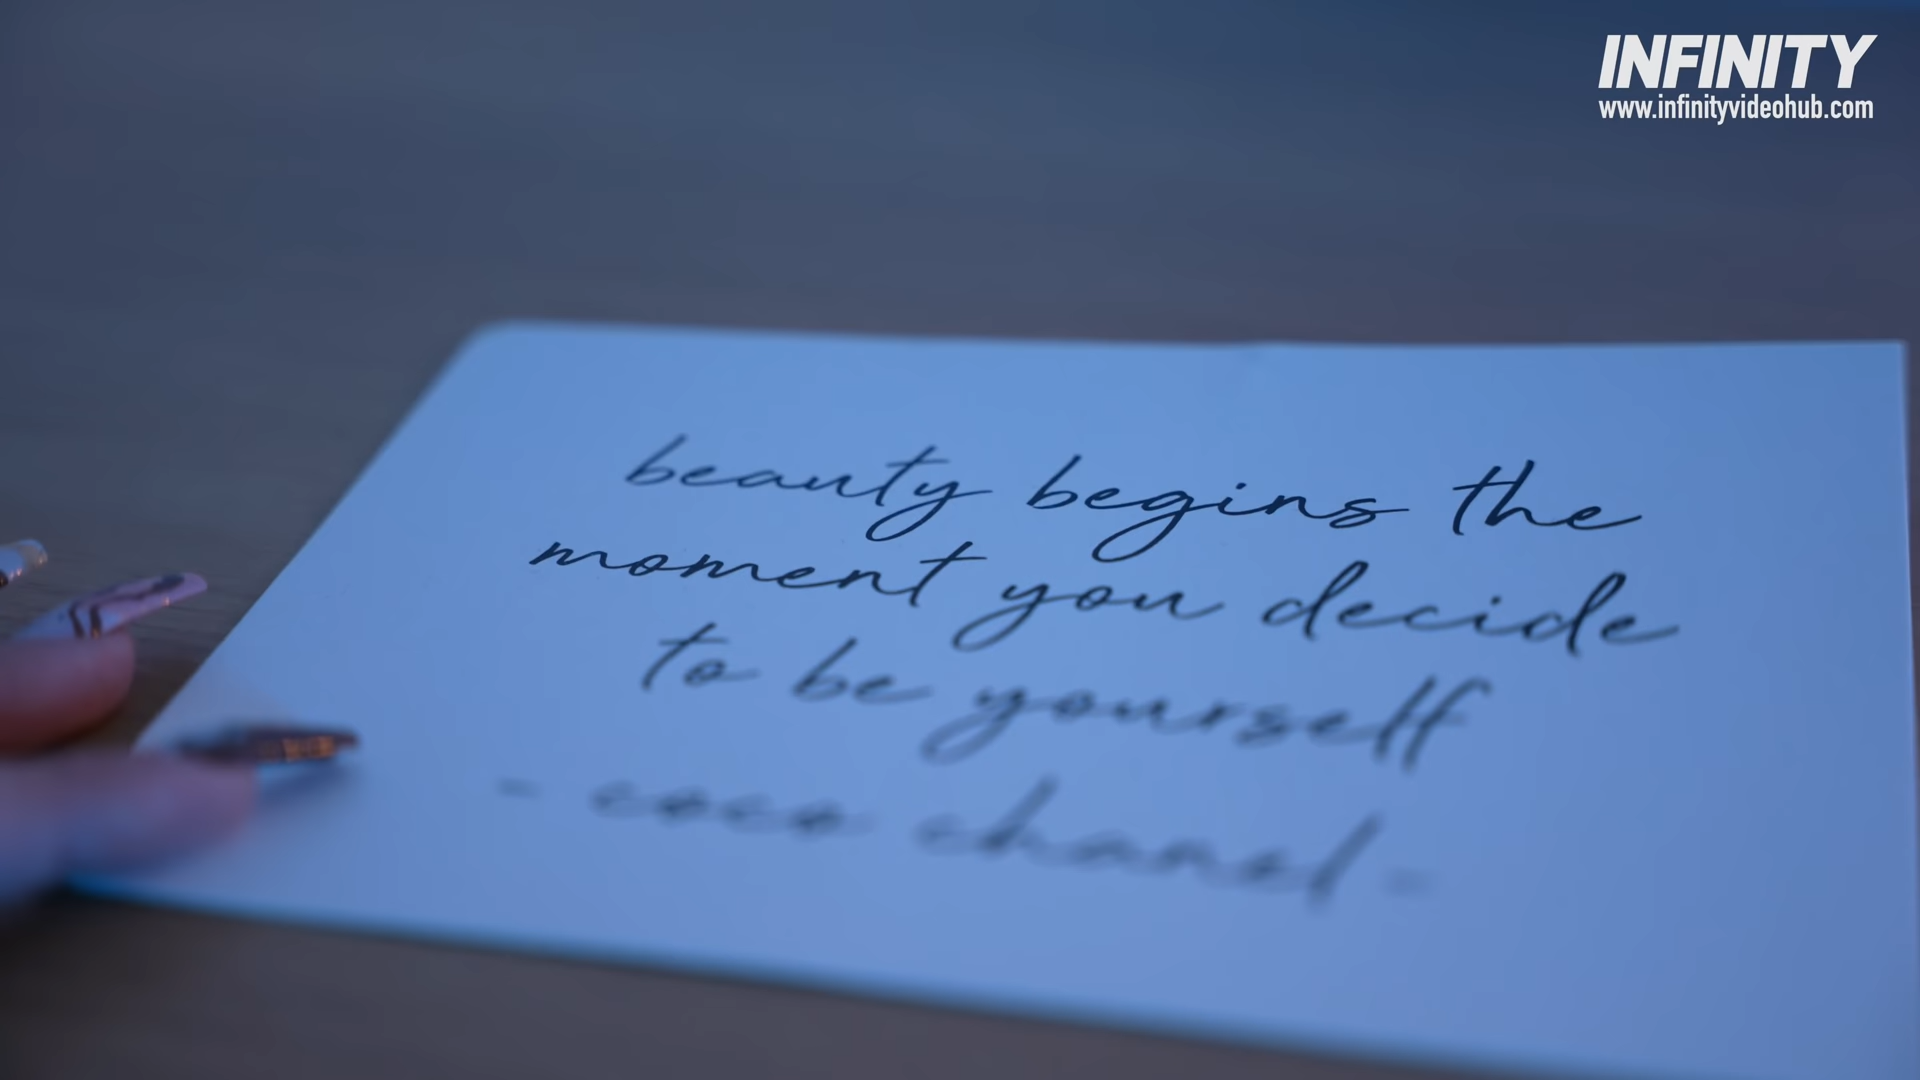 INFINITY
www.infinityvideohub.com
beauty begins the
moment you decide
to be yourself
- coco chanel -